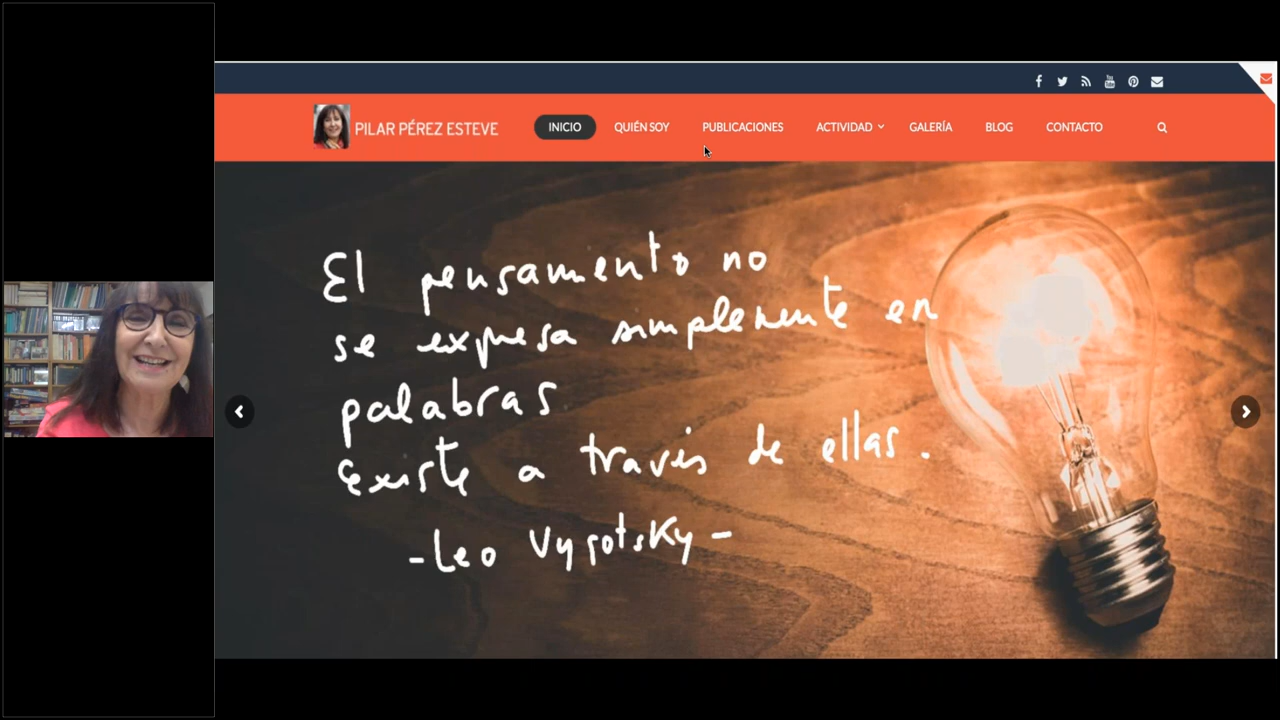 PILAR PÉREZ ESTEVE
INICIO
QUIÉN SOY
PUBLICACIONES
ACTIVIDAD
GALERÍA
BLOG
CONTACTO
El pensamiento no
se expresa simplemente en
palabras
Existe a través de ellas.
-Leo Vygotsky-